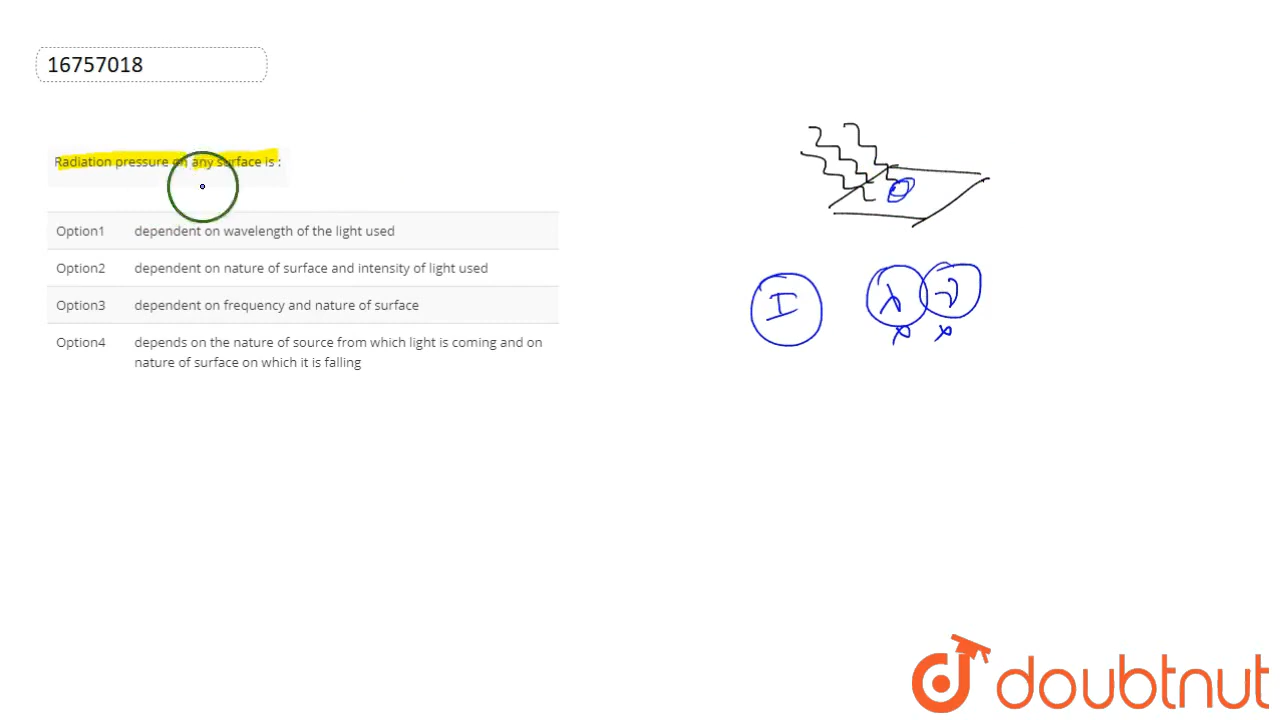 16757018
Radiation pressure on any surface is :
Option1 dependent on wavelength of the light used
Option2 dependent on nature of surface and intensity of light used
Option3 dependent on frequency and nature of surface
Option4 depends on the nature of source from which light is coming and on
nature of surface on which it is falling
I λ ν
x x
doubtnut